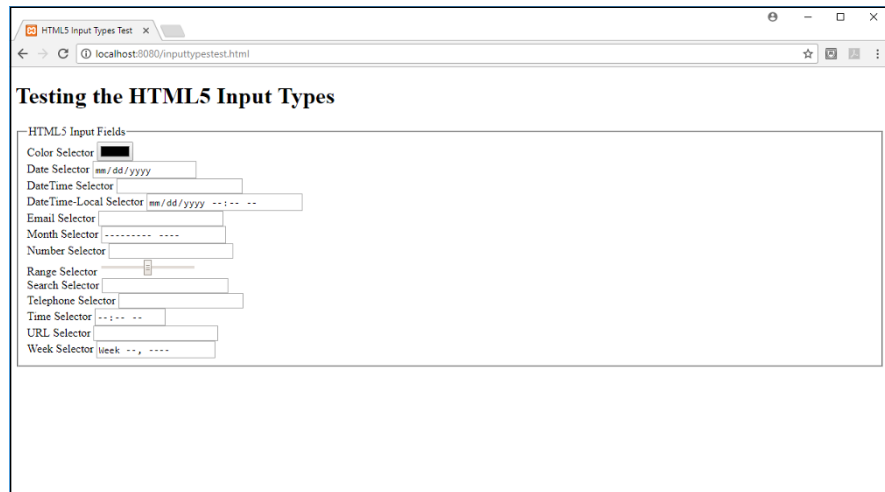 HTML5 Input Types Test
localhost:8080/inputtypestest.html
Testing the HTML5 Input Types
HTML5 Input Fields
Color Selector
Date Selector mm/dd/yyyy
DateTime Selector
DateTime-Local Selector mm/dd/yyyy --:-- --
Email Selector
Month Selector --------- ----
Number Selector
Range Selector
Search Selector
Telephone Selector
Time Selector --:-- --
URL Selector
Week Selector Week --, ----